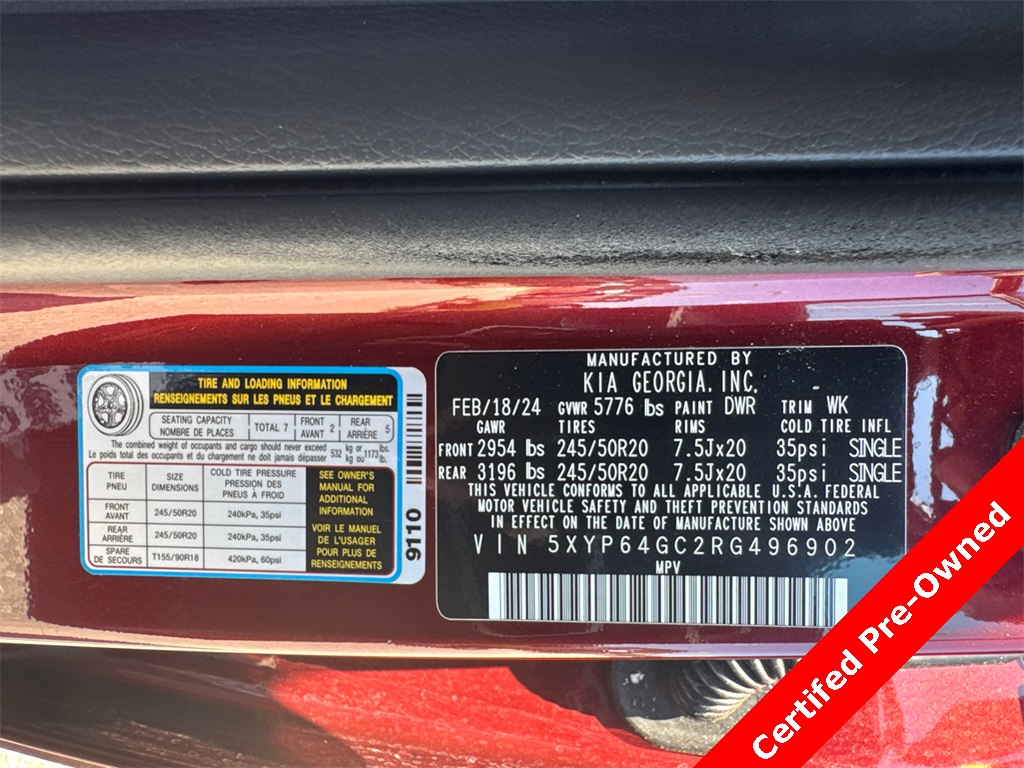 TIRE AND LOADING INFORMATION
RENSEIGNEMENTS SUR LES PNEUS ET LE CHARGEMENT
SEATING CAPACITY
NOMBRE DE PLACES
TOTAL 7
FRONT
AVANT 2
REAR
ARRIÈRE 5
The combined weight of occupants and cargo should never exceed 532 kg or 1173 lbs.
Le poids total des occupants et du chargement ne doit jamais dépasser 532 kg ou 1173 lb.
TIRE
PNEU
SIZE
DIMENSIONS
COLD TIRE PRESSURE
PRESSION DES
PNEUS À FROID
FRONT
AVANT
245/50R20
240kPa, 35psi
REAR
ARRIÈRE
245/50R20
240kPa, 35psi
SPARE
DE SECOURS
T155/90R18
420kPa, 60psi
SEE OWNER'S
MANUAL FOR
ADDITIONAL
INFORMATION
VOIR LE MANUEL
DE L'USAGER
POUR PLUS DE
RENSEIGNEMENTS
9110
MANUFACTURED BY
KIA GEORGIA, INC.
FEB/18/24 GVWR 5776 lbs PAINT DWR TRIM WK
GAWR TIRES RIMS COLD TIRE INFL
FRONT 2954 lbs 245/50R20 7.5Jx20 35psi SINGLE
REAR 3196 lbs 245/50R20 7.5Jx20 35psi SINGLE
THIS VEHICLE CONFORMS TO ALL APPLICABLE U.S.A. FEDERAL
MOTOR VEHICLE SAFETY AND THEFT PREVENTION STANDARDS
IN EFFECT ON THE DATE OF MANUFACTURE SHOWN ABOVE
VIN 5XYP64GC2RG496902
MPV
Certifed Pre-Owned